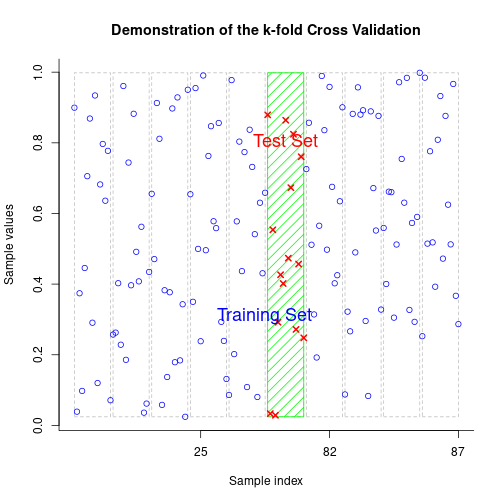 Demonstration of the k-fold Cross Validation
1.0
0.8
0.6
0.4
0.2
0.0
Sample values
Test Set
Training Set
25
82
87
Sample index